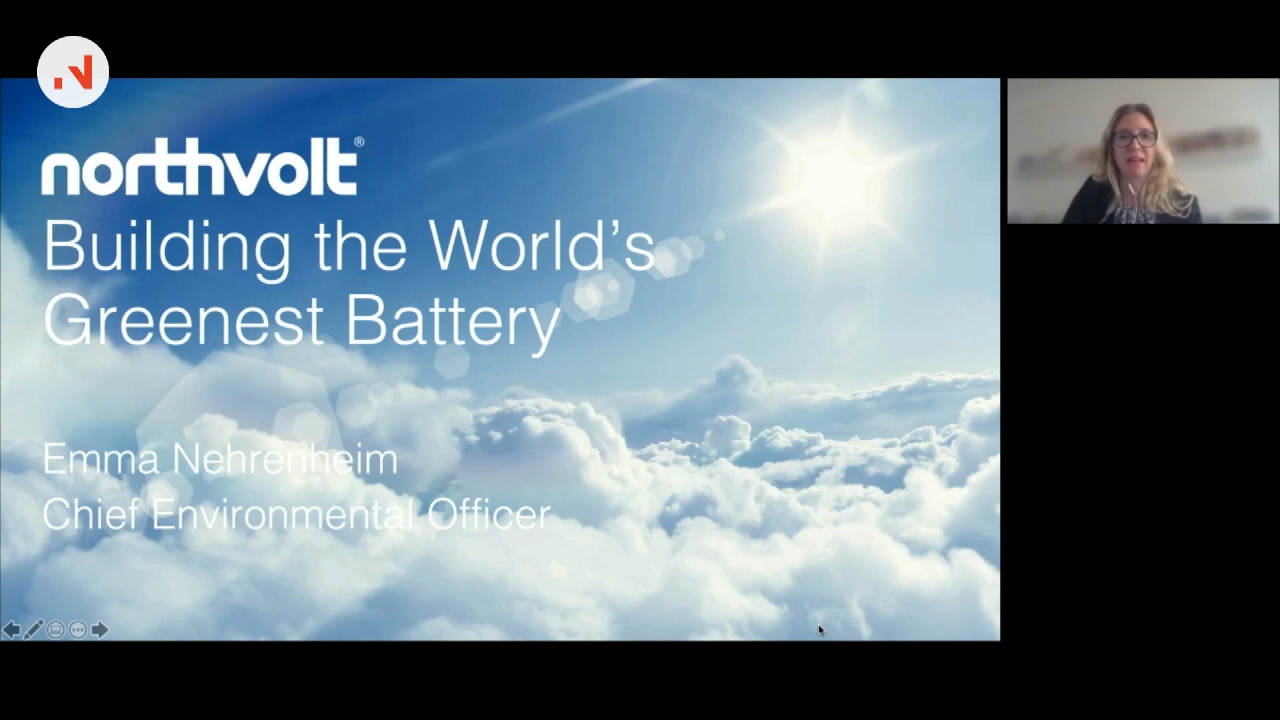 northvolt®
Building the World's
Greenest Battery
Emma Nehrenheim
Chief Environmental Officer